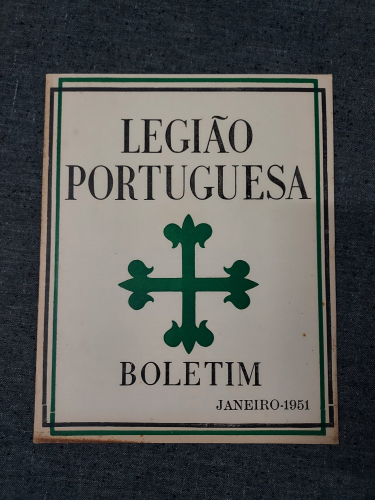 LEGIÃO
PORTUGUESA
BOLETIM
JANEIRO-1951